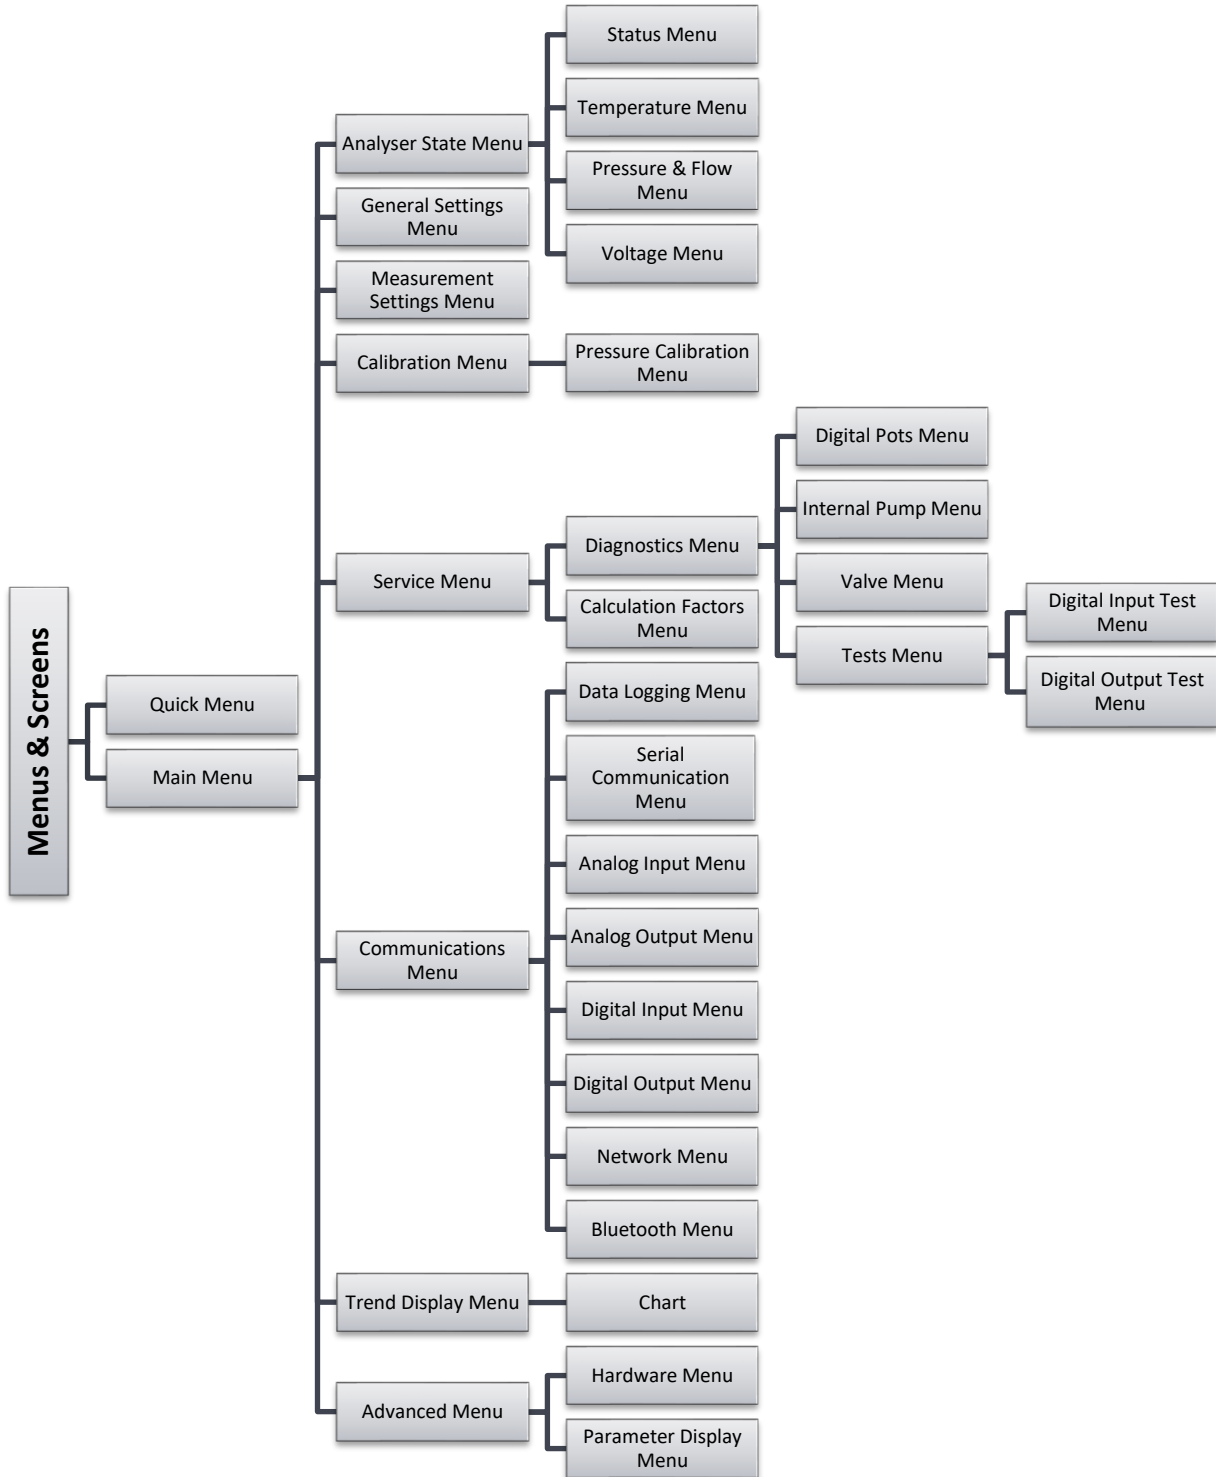 Menus & Screens
Quick Menu
Main Menu
Analyser State Menu
Status Menu
Temperature Menu
Pressure & Flow
Menu
Voltage Menu
General Settings
Menu
Measurement
Settings Menu
Calibration Menu
Pressure Calibration
Menu
Service Menu
Diagnostics Menu
Digital Pots Menu
Internal Pump Menu
Valve Menu
Tests Menu
Digital Input Test
Menu
Digital Output Test
Menu
Calculation Factors
Menu
Communications
Menu
Data Logging Menu
Serial
Communication
Menu
Analog Input Menu
Analog Output Menu
Digital Input Menu
Digital Output Menu
Network Menu
Bluetooth Menu
Trend Display Menu
Chart
Advanced Menu
Hardware Menu
Parameter Display
Menu